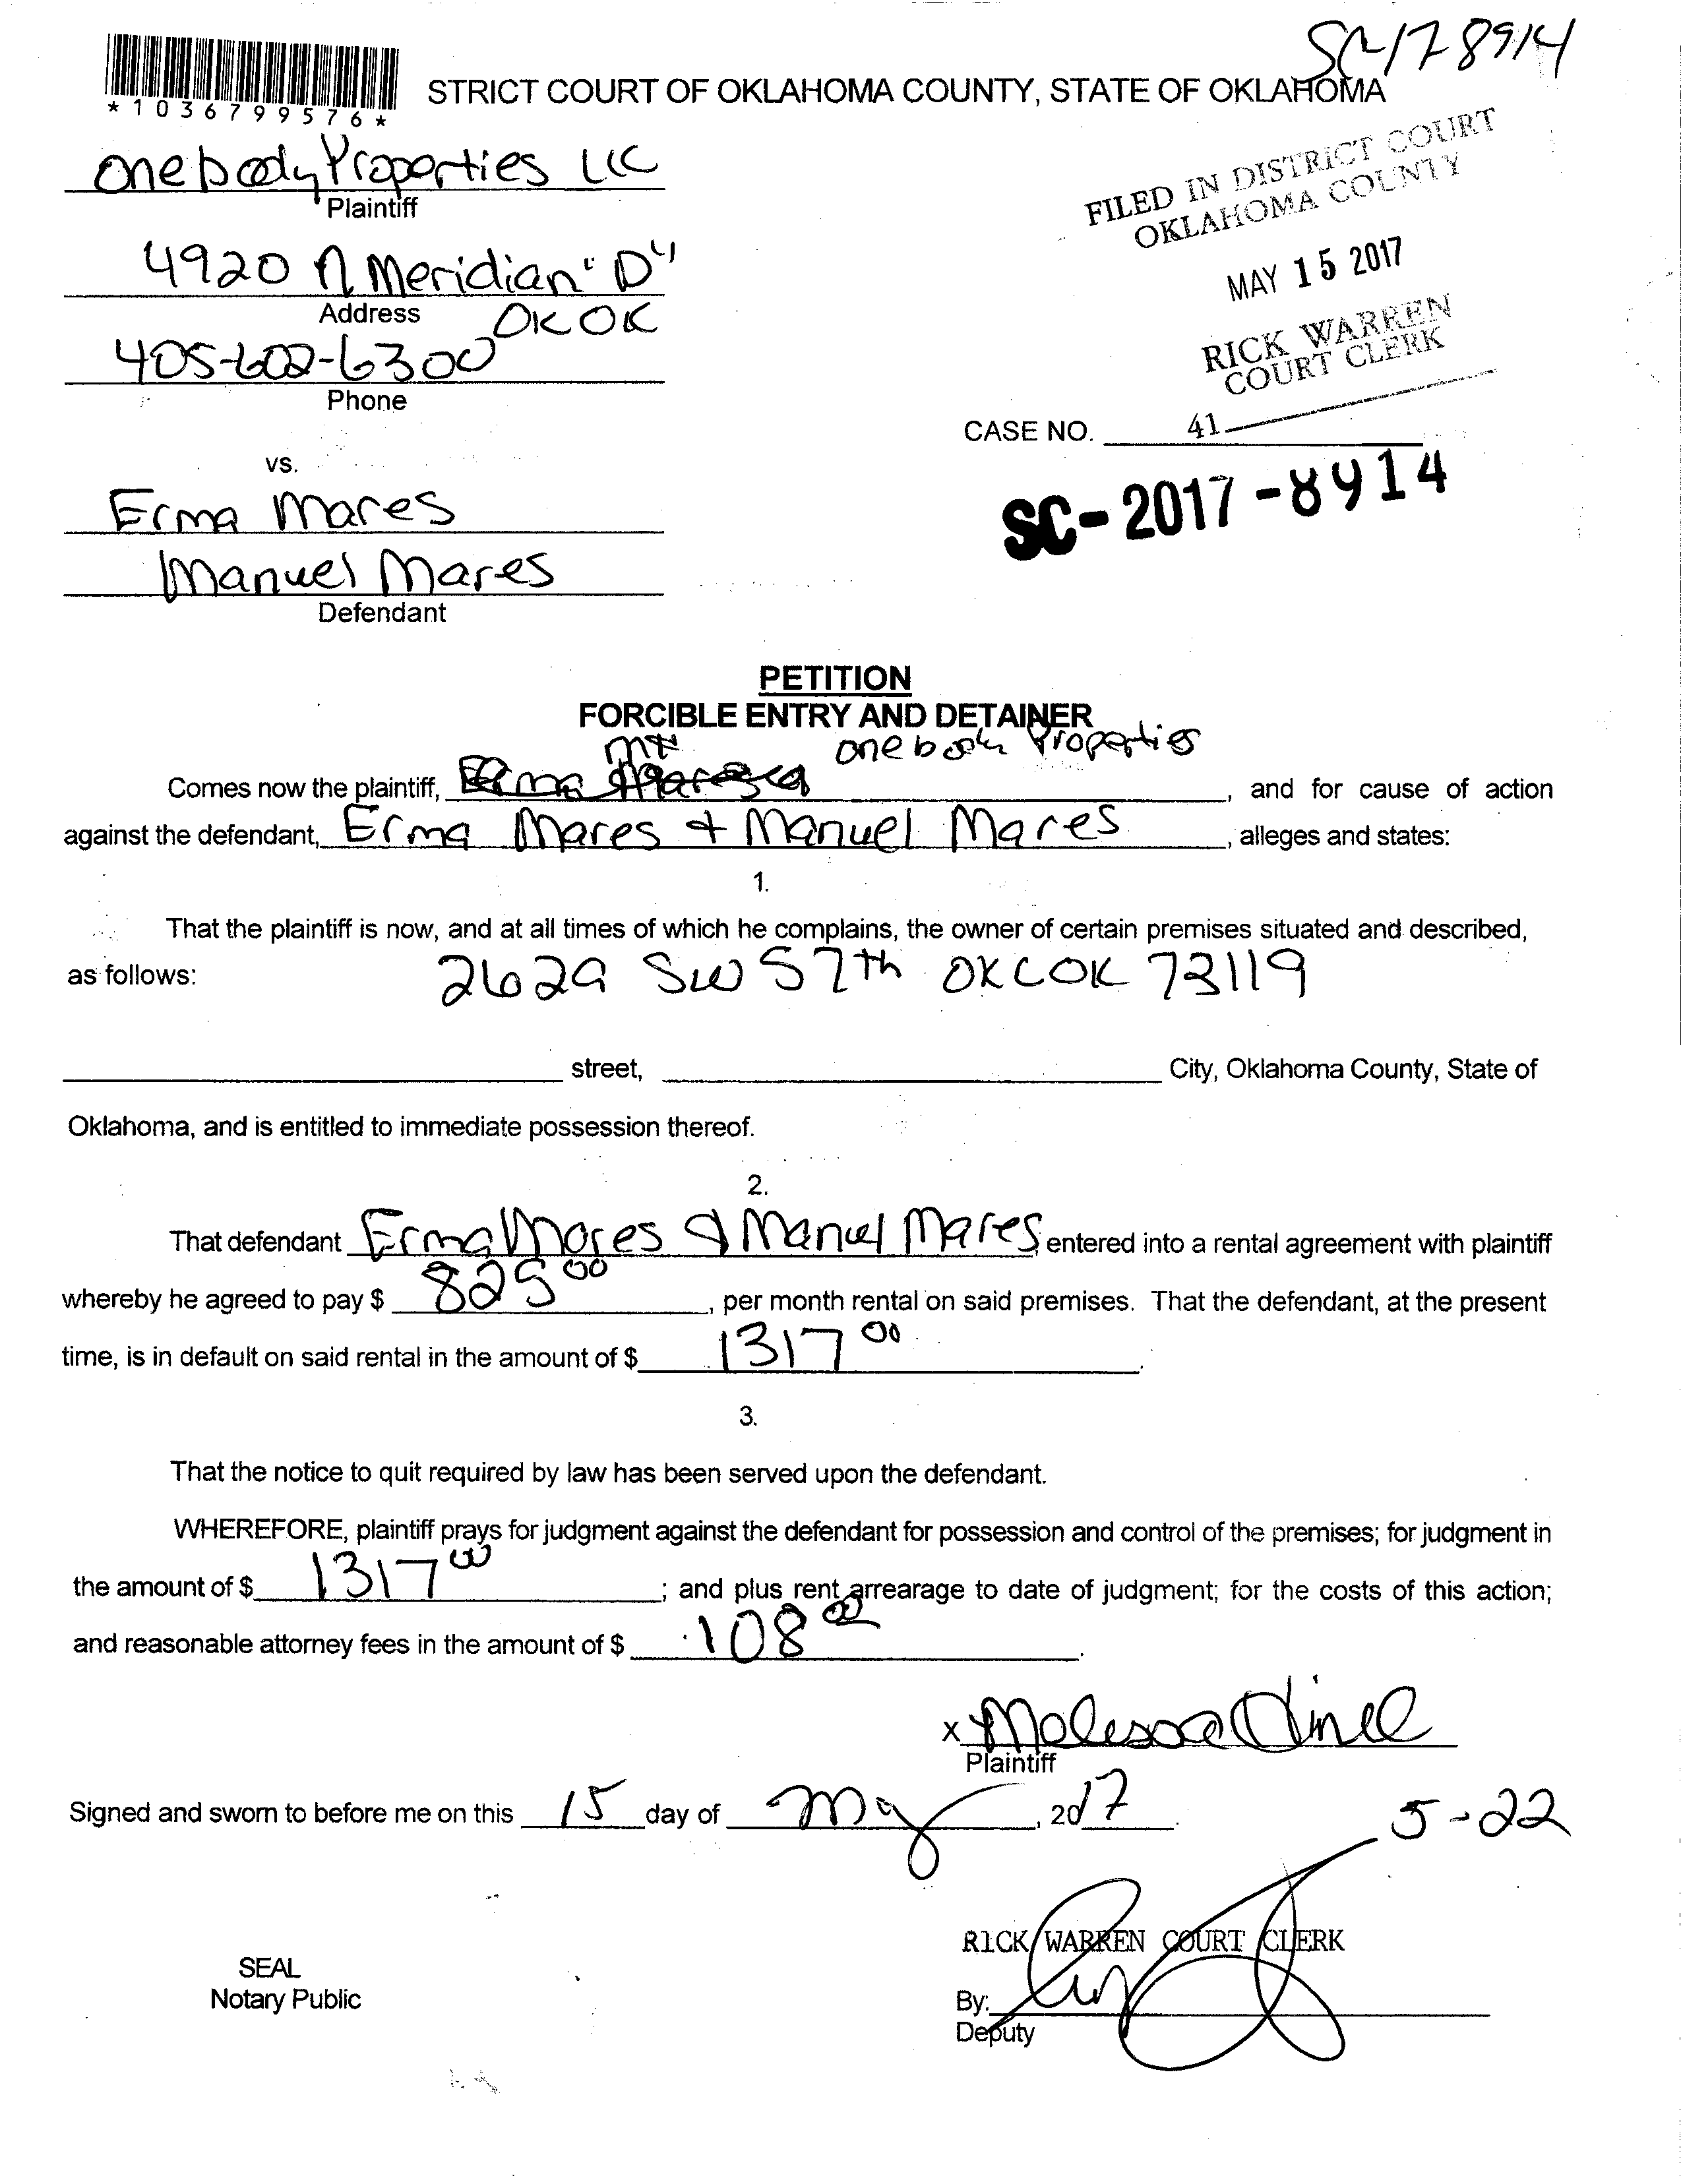 SC178914
*1036799576*
STRICT COURT OF OKLAHOMA COUNTY, STATE OF OKLAHOMA
onebody Properties LLC
Plaintiff
FILED IN DISTRICT COURT
OKLAHOMA COUNTY
4920 N Meridian "D"
Address OK OK
MAY 15 2017
405-602-6300
Phone
RICK WARREN
COURT CLERK
CASE NO. 41
vs.
SC-2017-8914
Erma Mares
Manuel Mares
Defendant
PETITION
FORCIBLE ENTRY AND DETAINER
onebody Properties
Comes now the plaintiff, , and for cause of action
against the defendant, Erma Mares + Manuel Mares , alleges and states:
1.
That the plaintiff is now, and at all times of which he complains, the owner of certain premises situated and described,
as follows: 2629 SW 57th OKC OK 73119
street, City, Oklahoma County, State of
Oklahoma, and is entitled to immediate possession thereof.
2.
That defendant Erma Mares & Manuel Mares, entered into a rental agreement with plaintiff
whereby he agreed to pay $ 825 00 , per month rental on said premises. That the defendant, at the present
time, is in default on said rental in the amount of $ 1317 00 .
3.
That the notice to quit required by law has been served upon the defendant.
WHEREFORE, plaintiff prays for judgment against the defendant for possession and control of the premises; for judgment in
the amount of $ 1317 00 ; and plus rent arrearage to date of judgment; for the costs of this action;
and reasonable attorney fees in the amount of $ 108 00 .
x
Plaintiff
Signed and sworn to before me on this 15 day of May , 2017 .
5-22
RICK WARREN COURT CLERK
SEAL
Notary Public
By:
Deputy